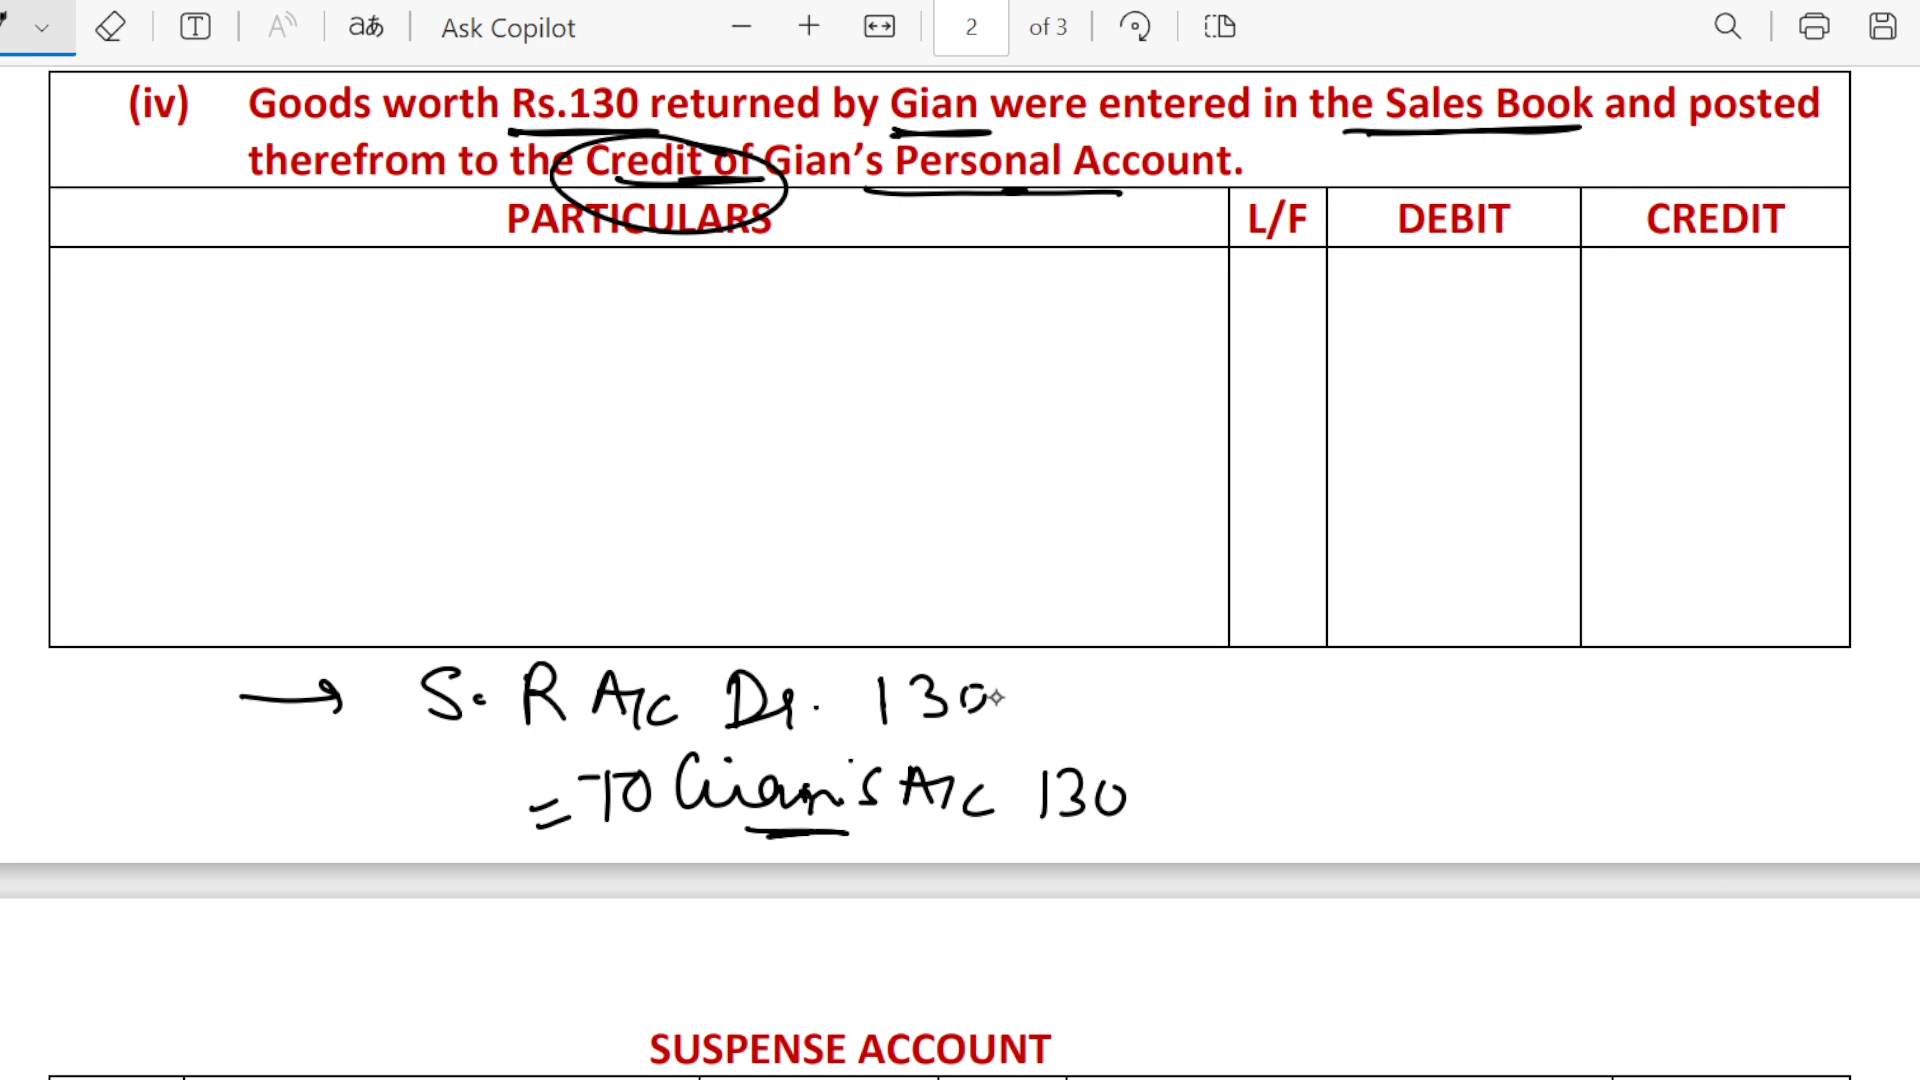 aあ Ask Copilot 2 of 3
(iv) Goods worth Rs.130 returned by Gian were entered in the Sales Book and posted
therefrom to the Credit of Gian's Personal Account.
PARTICULARS L/F DEBIT CREDIT
S. R A/c Dr. 130
= To Gian's A/c 130
SUSPENSE ACCOUNT